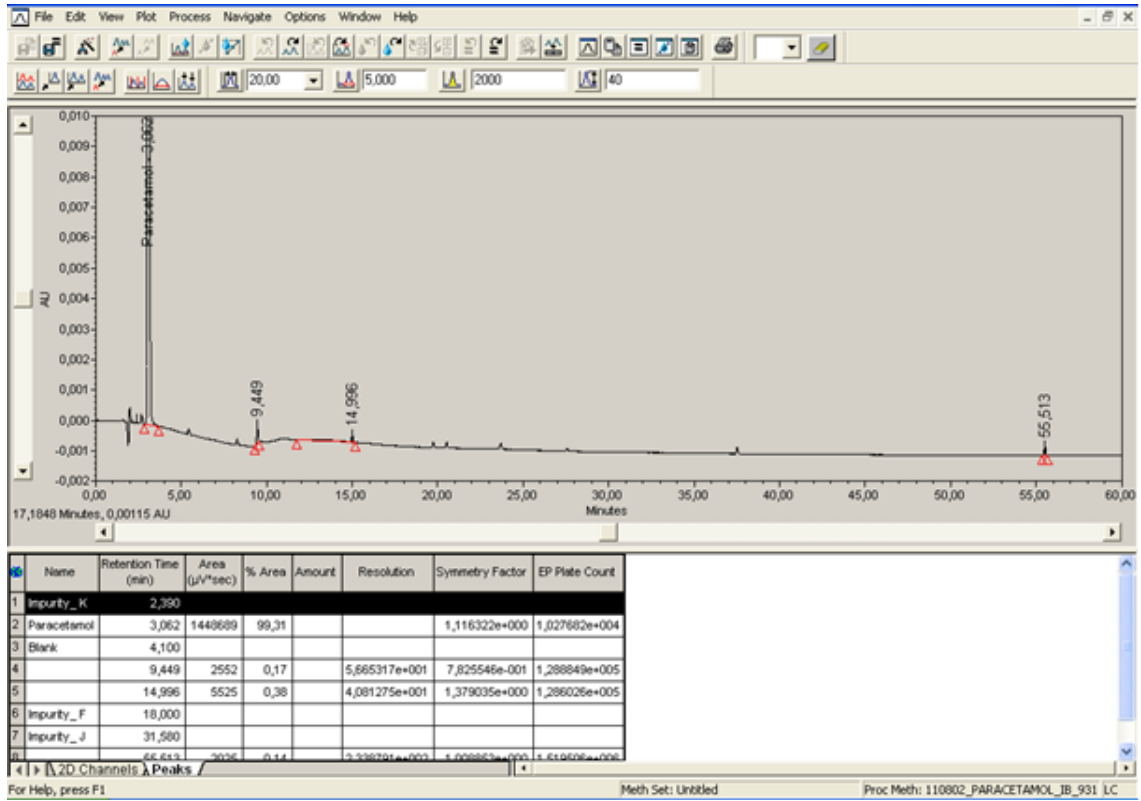 File Edit View Plot Process Navigate Options Window Help
20,00 5,000 2000 40
0,010
0,009
0,008
0,007
0,006
0,005
0,004
0,003
0,002
0,001
0,000
-0,001
-0,002
AU
Paracetamol - 3,062
9,449
14,996
55,513
0,00 5,00 10,00 15,00 20,00 25,00 30,00 35,00 40,00 45,00 50,00 55,00 60,00
Minutes
17,1848 Minutes, 0,00115 AU
Name Retention Time (min) Area (µV*sec) % Area Amount Resolution Symmetry Factor EP Plate Count
1 Impurity_K 2,390
2 Paracetamol 3,062 1448689 99,31 1,116322e+000 1,027682e+004
3 Blank 4,100
4 9,449 2552 0,17 5,665317e+001 7,825546e-001 1,288849e+005
5 14,996 5525 0,38 4,081275e+001 1,379035e+000 1,286026e+005
6 Impurity_F 18,000
7 Impurity_J 31,580
8 55,513 2025 0,14
2D Channels Peaks
For Help, press F1 Meth Set: Untitled Proc Meth: 110802_PARACETAMOL_IB_931 LC